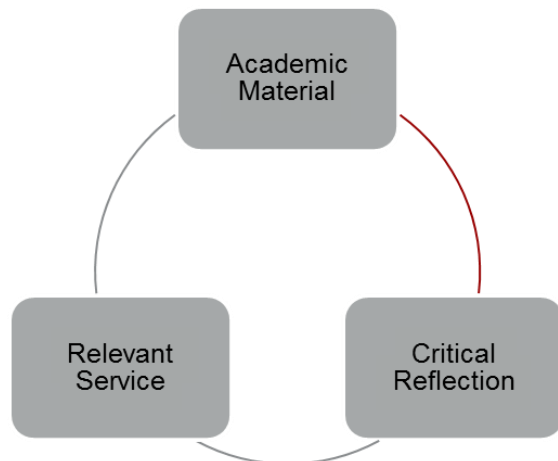 Academic
Material
Relevant
Service
Critical
Reflection